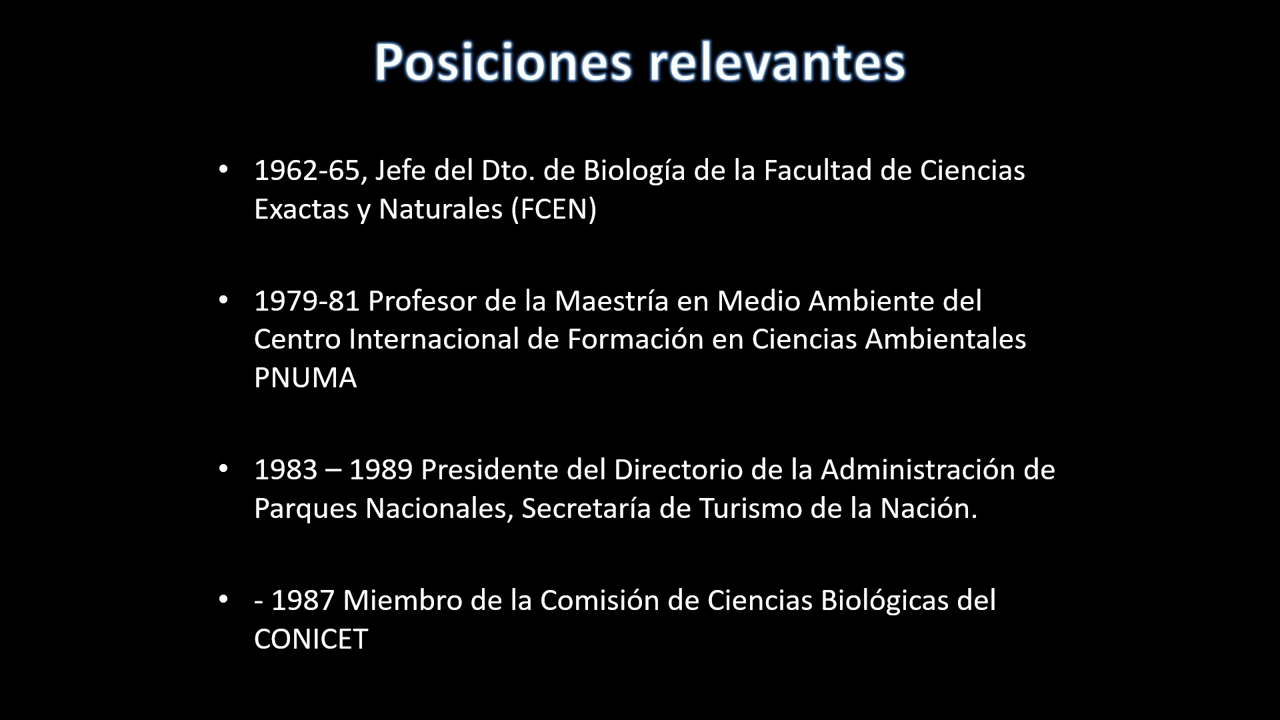 Posiciones relevantes
• 1962-65, Jefe del Dto. de Biología de la Facultad de Ciencias
Exactas y Naturales (FCEN)
• 1979-81 Profesor de la Maestría en Medio Ambiente del
Centro Internacional de Formación en Ciencias Ambientales
PNUMA
• 1983 – 1989 Presidente del Directorio de la Administración de
Parques Nacionales, Secretaría de Turismo de la Nación.
• - 1987 Miembro de la Comisión de Ciencias Biológicas del
CONICET